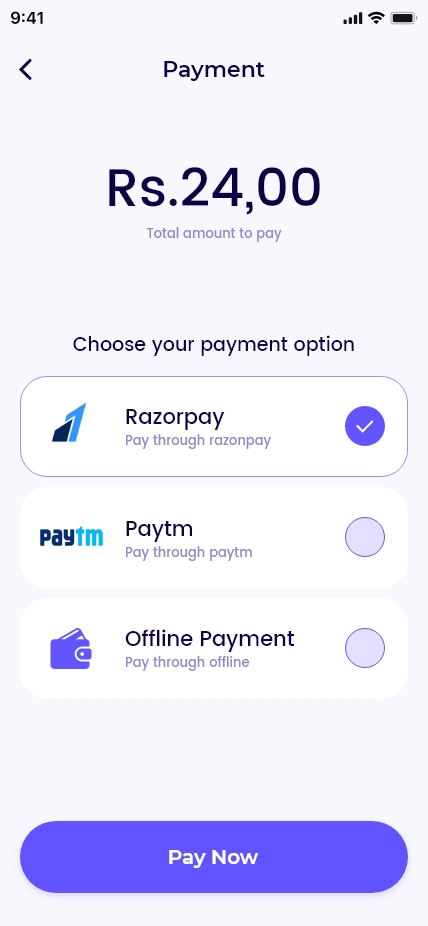 9:41
Payment
Rs.24,00
Total amount to pay
Choose your payment option
Razorpay
Pay through razonpay
paytm
Paytm
Pay through paytm
Offline Payment
Pay through offline
Pay Now